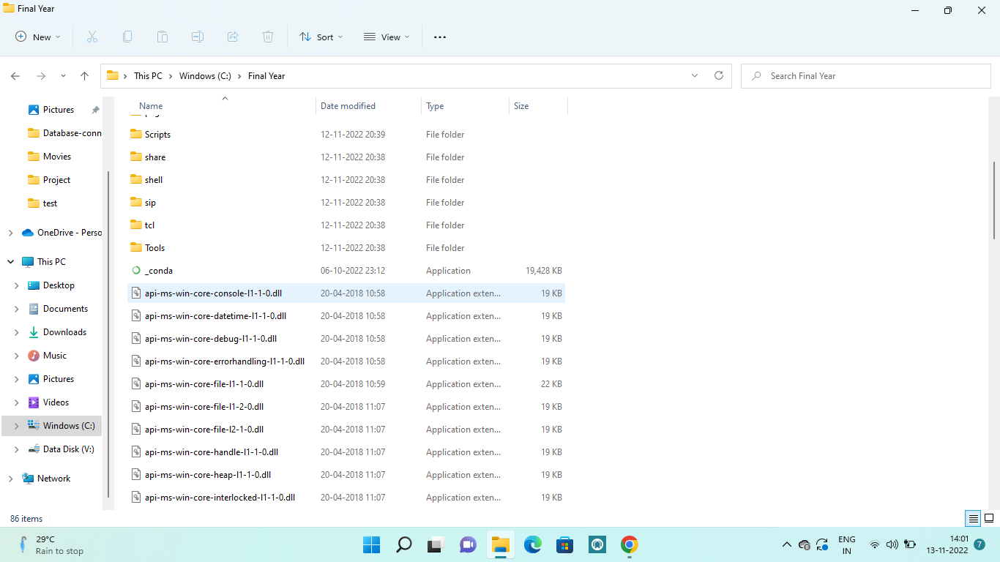 Final Year
New
Sort
View
This PC
Windows (C:)
Final Year
Search Final Year
Name Date modified Type Size
Scripts 12-11-2022 20:39 File folder
share 12-11-2022 20:38 File folder
shell 12-11-2022 20:38 File folder
sip 12-11-2022 20:38 File folder
tcl 12-11-2022 20:38 File folder
Tools 12-11-2022 20:38 File folder
_conda 06-10-2022 23:12 Application 19,428 KB
api-ms-win-core-console-l1-1-0.dll 20-04-2018 10:58 Application exten... 19 KB
api-ms-win-core-datetime-l1-1-0.dll 20-04-2018 10:58 Application exten... 19 KB
api-ms-win-core-debug-l1-1-0.dll 20-04-2018 10:58 Application exten... 19 KB
api-ms-win-core-errorhandling-l1-1-0.dll 20-04-2018 10:58 Application exten... 19 KB
api-ms-win-core-file-l1-1-0.dll 20-04-2018 10:59 Application exten... 22 KB
api-ms-win-core-file-l1-2-0.dll 20-04-2018 11:07 Application exten... 19 KB
api-ms-win-core-file-l2-1-0.dll 20-04-2018 11:07 Application exten... 19 KB
api-ms-win-core-handle-l1-1-0.dll 20-04-2018 11:07 Application exten... 19 KB
api-ms-win-core-heap-l1-1-0.dll 20-04-2018 11:07 Application exten... 19 KB
api-ms-win-core-interlocked-l1-1-0.dll 20-04-2018 11:07 Application exten... 19 KB
Pictures
Database-conn
Movies
Project
test
OneDrive - Perso
This PC
Desktop
Documents
Downloads
Music
Pictures
Videos
Windows (C:)
Data Disk (V:)
Network
86 items
29°C
Rain to stop
ENG
IN
14:01
13-11-2022
7